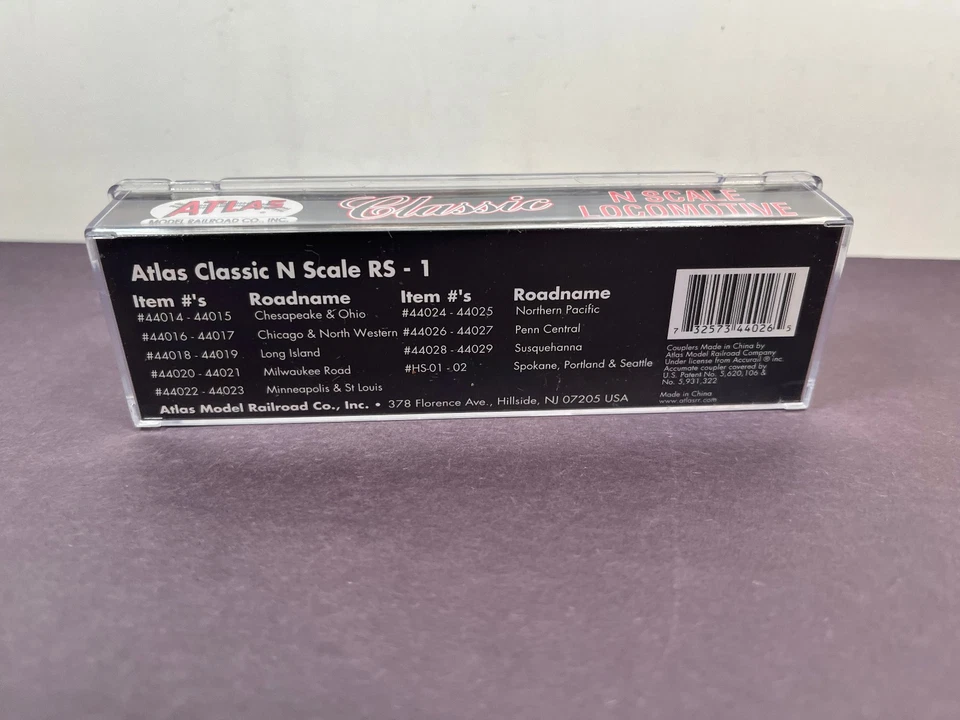 ATLAS
MODEL RAILROAD CO., INC.
Classic
N SCALE
LOCOMOTIVE
Atlas Classic N Scale RS - 1
Item #'s Roadname Item #'s Roadname
#44014 - 44015 Chesapeake & Ohio #44024 - 44025 Northern Pacific
#44016 - 44017 Chicago & North Western #44026 - 44027 Penn Central
#44018 - 44019 Long Island #44028 - 44029 Susquehanna
#44020 - 44021 Milwaukee Road #HS-01 - 02 Spokane, Portland & Seattle
#44022 - 44023 Minneapolis & St Louis
Atlas Model Railroad Co., Inc. • 378 Florence Ave., Hillside, NJ 07205 USA
7 32573 44026 5
Couplers Made in China by
Atlas Model Railroad Company
Under license from Accurail ® inc.
Accumate coupler covered by
U.S. Patent No. 5,620,106 &
No. 5,931,322
Made in China
www.atlasrr.com